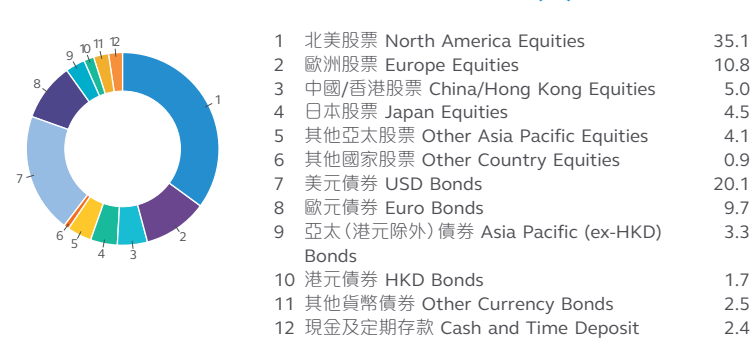 1 北美股票 North America Equities 35.1
2 歐洲股票 Europe Equities 10.8
3 中國/香港股票 China/Hong Kong Equities 5.0
4 日本股票 Japan Equities 4.5
5 其他亞太股票 Other Asia Pacific Equities 4.1
6 其他國家股票 Other Country Equities 0.9
7 美元債券 USD Bonds 20.1
8 歐元債券 Euro Bonds 9.7
9 亞太(港元除外)債券 Asia Pacific (ex-HKD) 3.3
Bonds
10 港元債券 HKD Bonds 1.7
11 其他貨幣債券 Other Currency Bonds 2.5
12 現金及定期存款 Cash and Time Deposit 2.4
1
2
3
4
5
6
7
8
9
10
11
12